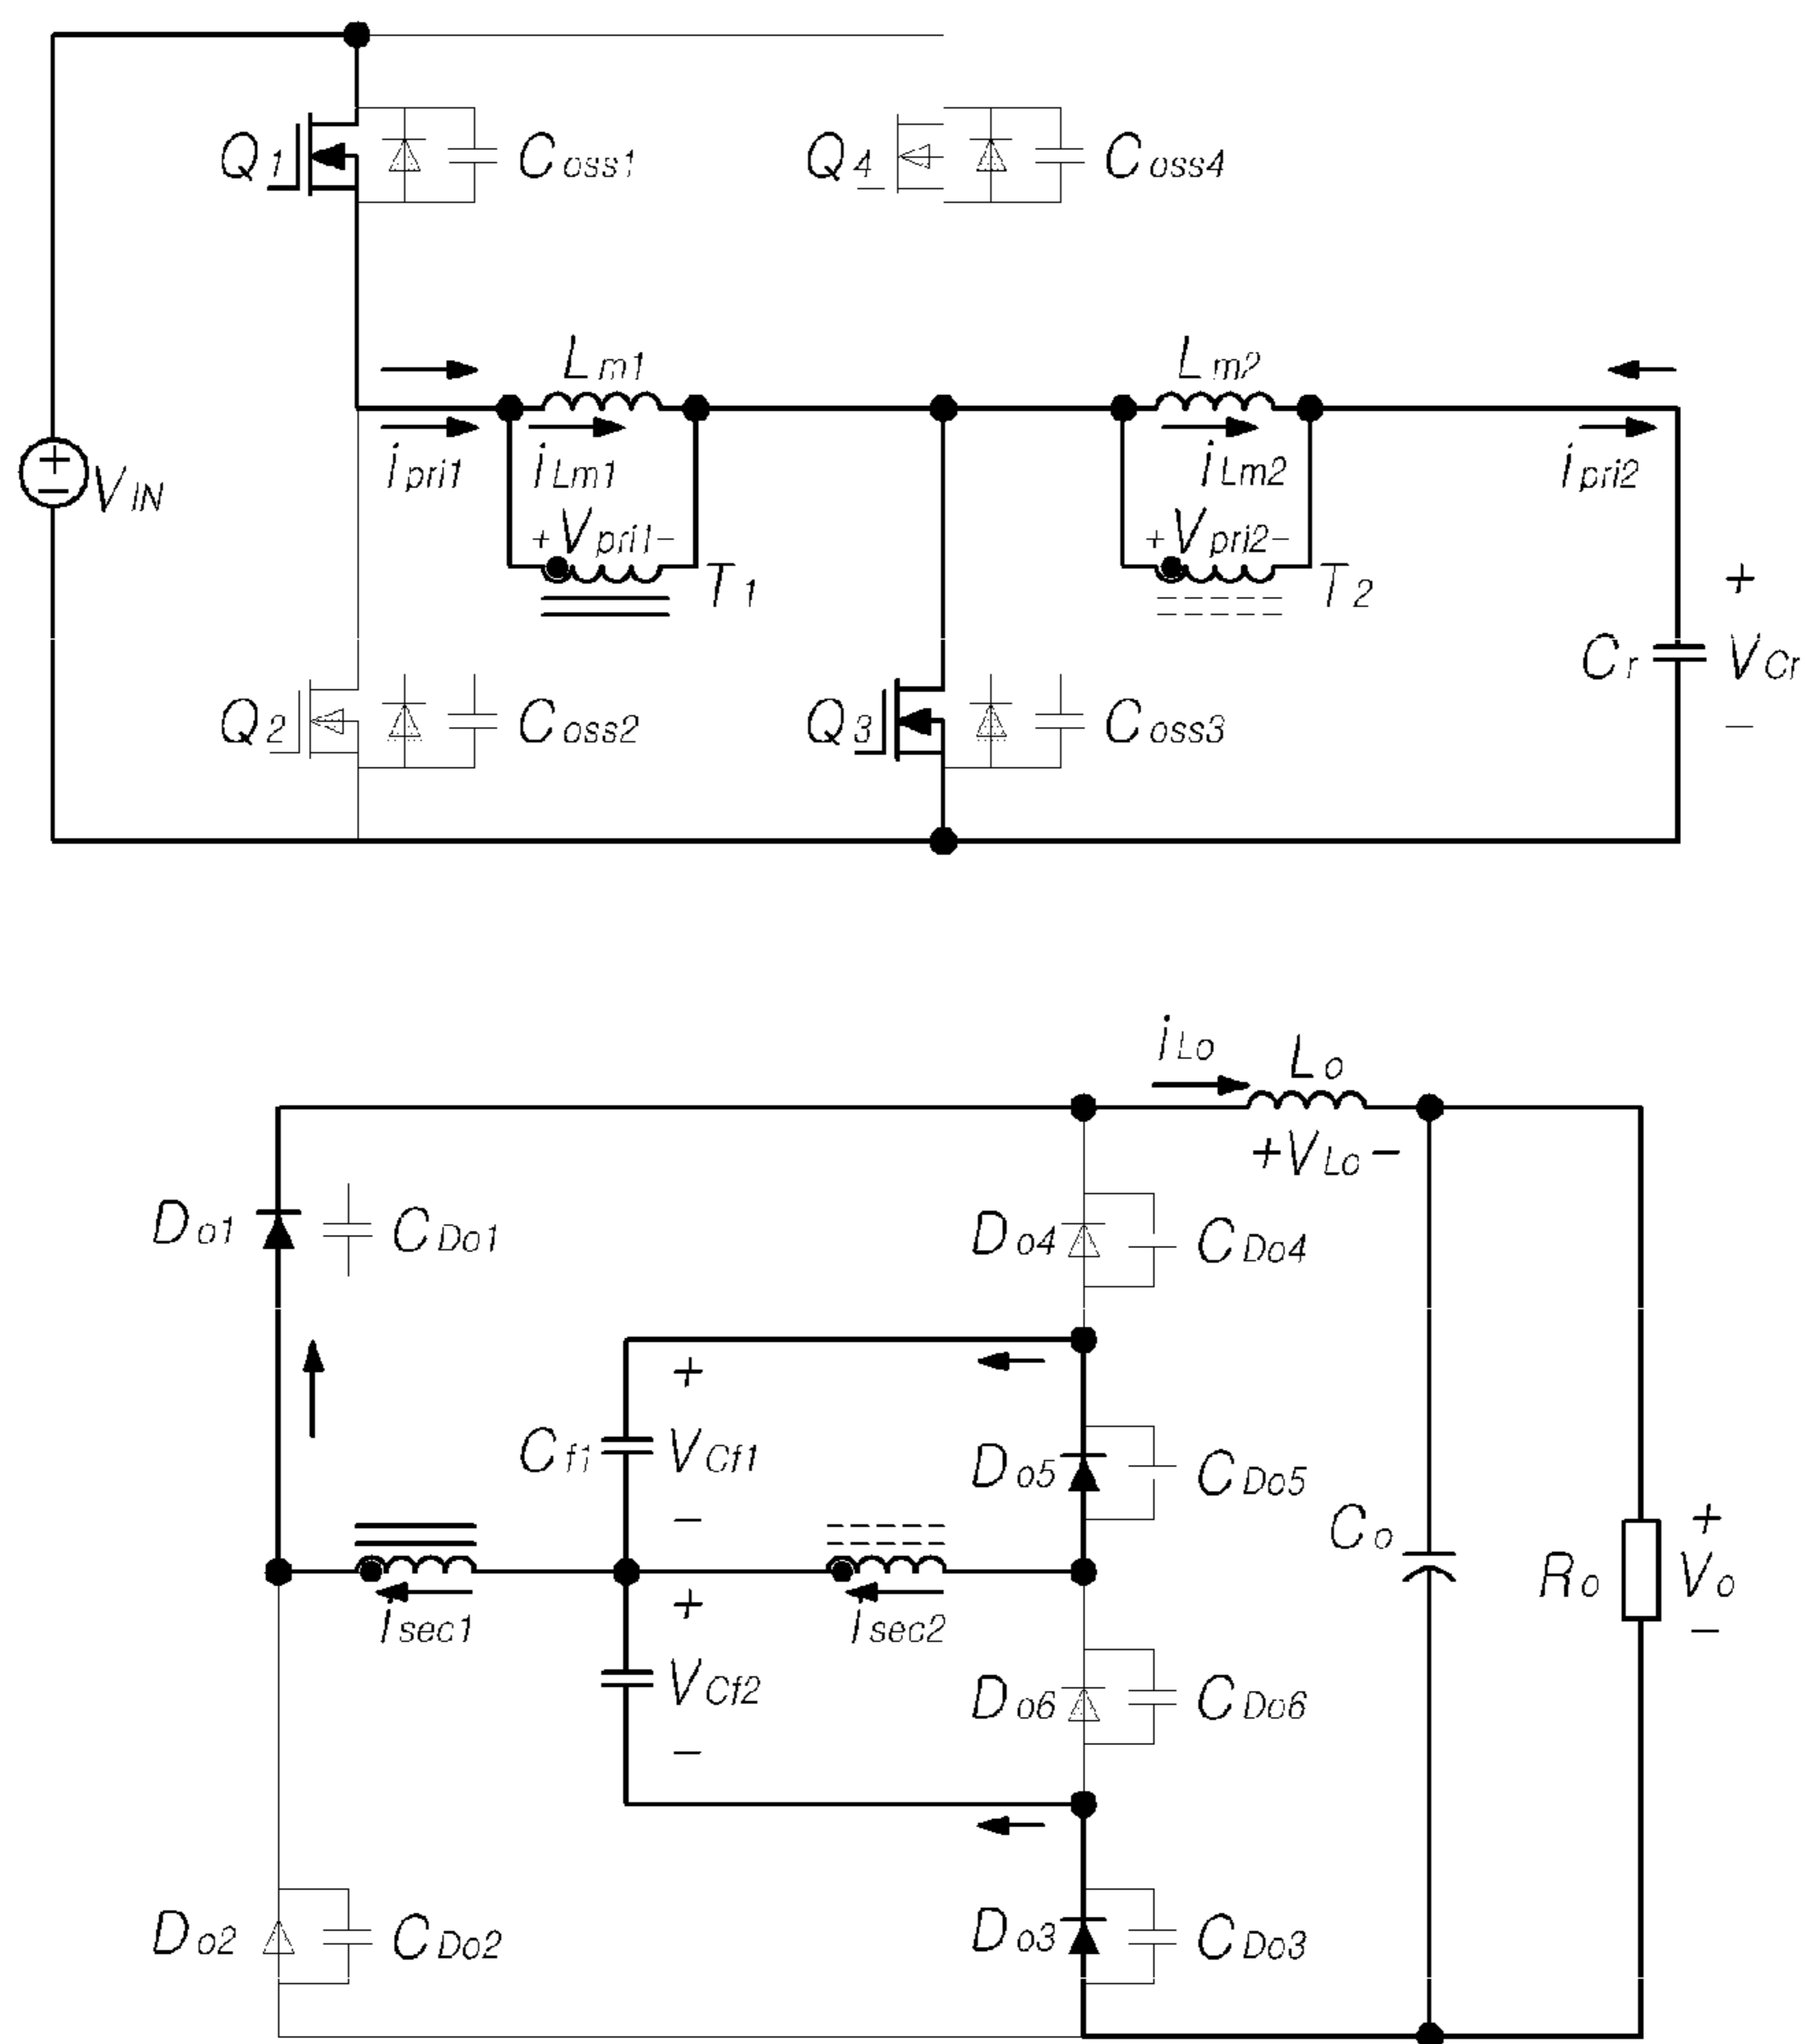 Q1 Coss1 Q4 Coss4
Lm1 Lm2
ipri1 iLm1 iLm2 ipri2
+ - VIN
+Vpri1- +Vpri2-
T1 T2 +
Cr VCr
-
Q2 Coss2 Q3 Coss3
iLo Lo
+VLo-
Do1 CDo1 Do4 CDo4
+
Cf1 VCf1 Do5 CDo5
-
Co +
Ro Vo
-
isec1 + isec2
VCf2 Do6 CDo6
-
Do2 CDo2 Do3 CDo3